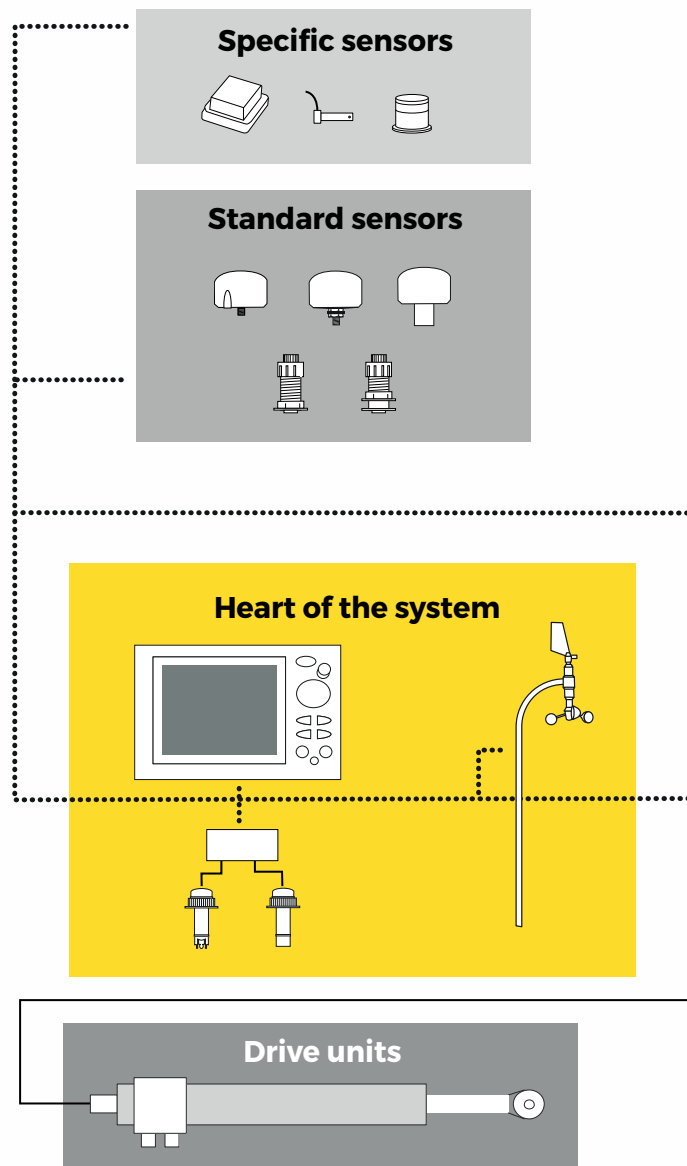 Specific sensors
Standard sensors
Heart of the system
Drive units